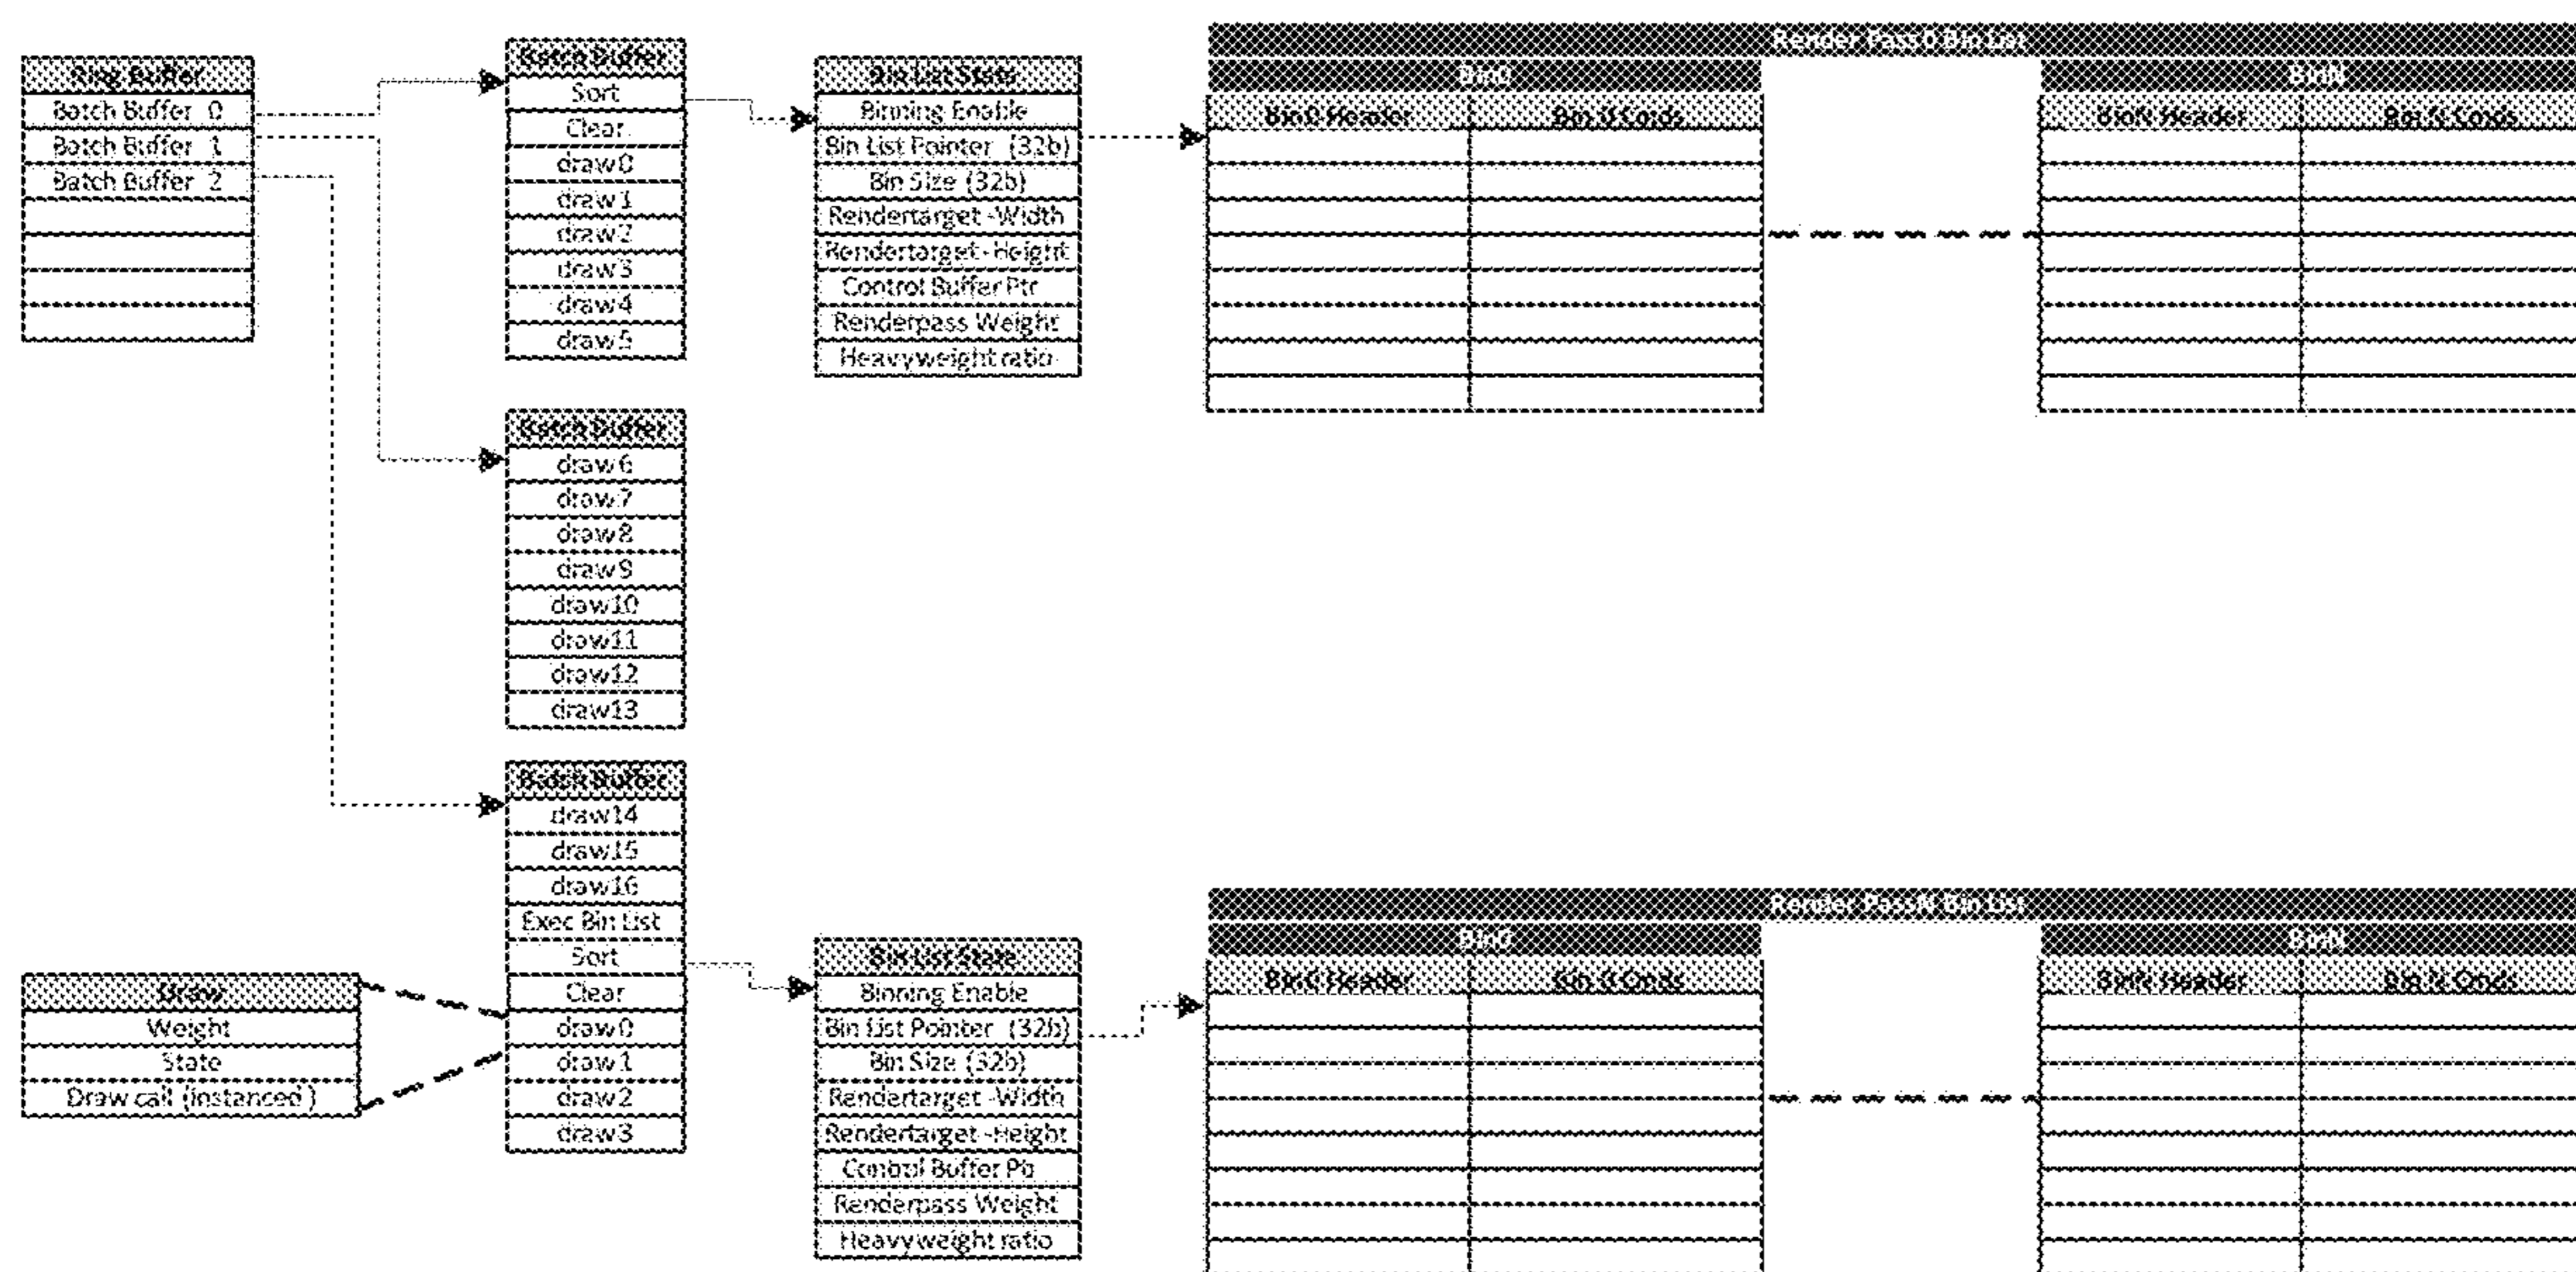 Ring Buffer
Batch Buffer 0
Batch Buffer 1
Batch Buffer 2
Batch Buffer
Sort
Clear
draw0
draw1
draw2
draw3
draw4
draw5
Bin List State
Binning Enable
Bin List Pointer (32b)
Bin Size (32b)
Rendertarget -Width
Rendertarget -Height
Control Buffer Ptr
Renderpass Weight
Heavyweight ratio
Render Pass0 Bin List
Bin0
BinN
Bin0 Header
Bin 0 Cmds
BinN Header
Bin N Cmds
Batch Buffer
draw6
draw7
draw8
draw9
draw10
draw11
draw12
draw13
Batch Buffer
draw14
draw15
draw16
Exec Bin List
Sort
Clear
draw0
draw1
draw2
draw3
Draw
Weight
State
Draw call (instanced )
Bin List State
Binning Enable
Bin List Pointer (32b)
Bin Size (32b)
Rendertarget -Width
Rendertarget -Height
Control Buffer Ptr
Renderpass Weight
Heavyweight ratio
Render PassN Bin List
Bin0
BinN
Bin0 Header
Bin 0 Cmds
BinN Header
Bin N Cmds